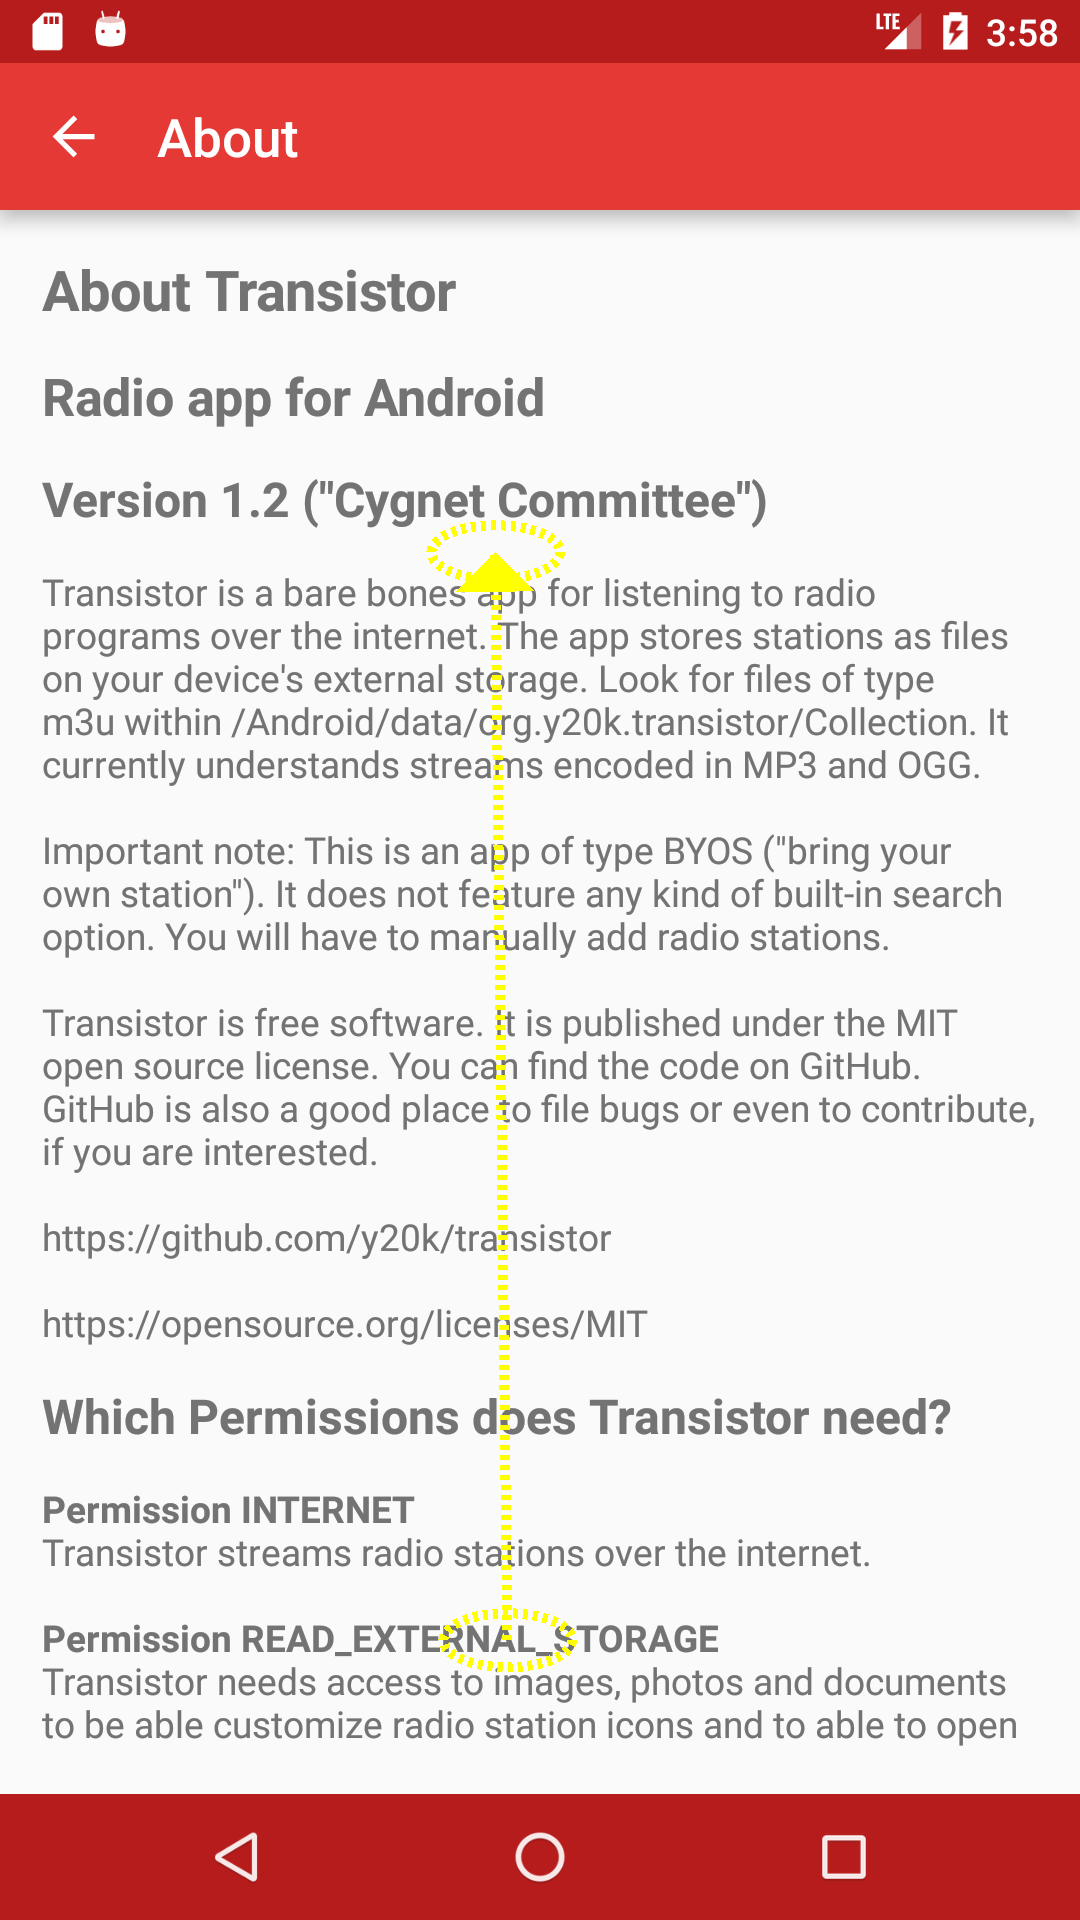 LTE 3:58
About
About Transistor
Radio app for Android
Version 1.2 ("Cygnet Committee")
Transistor is a bare bones app for listening to radio
programs over the internet. The app stores stations as files
on your device's external storage. Look for files of type
m3u within /Android/data/org.y20k.transistor/Collection. It
currently understands streams encoded in MP3 and OGG.
Important note: This is an app of type BYOS ("bring your
own station"). It does not feature any kind of built-in search
option. You will have to manually add radio stations.
Transistor is free software. It is published under the MIT
open source license. You can find the code on GitHub.
GitHub is also a good place to file bugs or even to contribute,
if you are interested.
https://github.com/y20k/transistor
https://opensource.org/licenses/MIT
Which Permissions does Transistor need?
Permission INTERNET
Transistor streams radio stations over the internet.
Permission READ_EXTERNAL_STORAGE
Transistor needs access to images, photos and documents
to be able customize radio station icons and to able to open